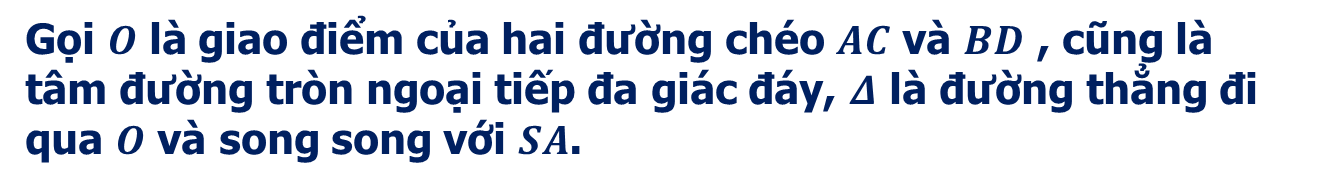 Gọi O là giao điểm của hai đường chéo AC và BD , cũng là
tâm đường tròn ngoại tiếp đa giác đáy, Δ là đường thẳng đi
qua O và song song với SA.